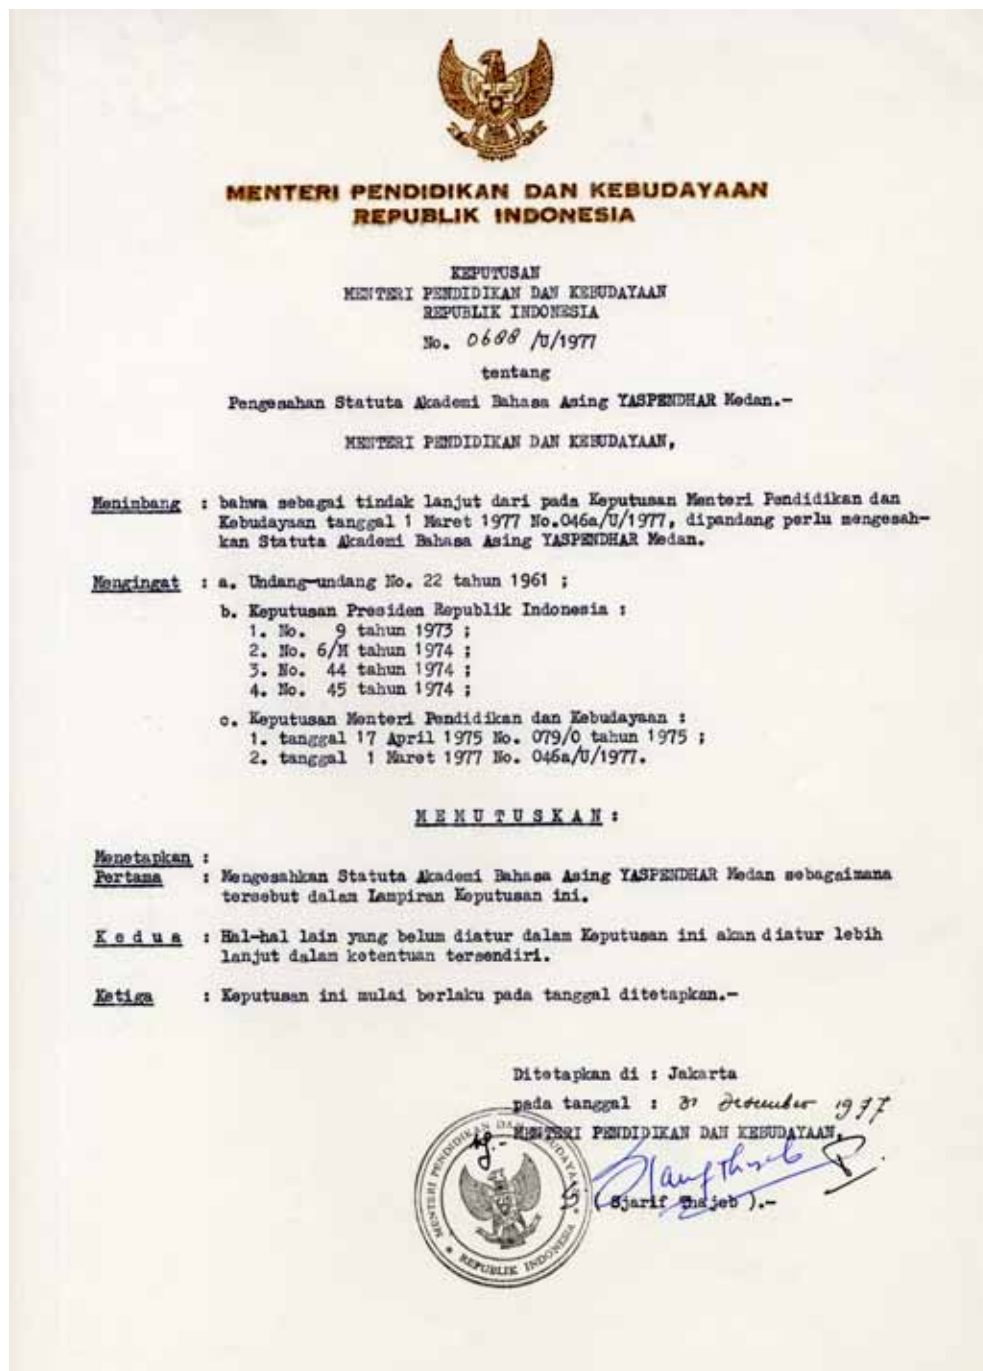 MENTERI PENDIDIKAN DAN KEBUDAYAAN
REPUBLIK INDONESIA
KEPUTUSAN
MENTERI PENDIDIKAN DAN KEBUDAYAAN
REPUBLIK INDONESIA
No. 0688 /U/1977
tentang
Pengesahan Statuta Akademi Bahasa Asing YASPENDHAR Medan.-
MENTERI PENDIDIKAN DAN KEBUDAYAAN,
Menimbang : bahwa sebagai tindak lanjut dari pada Keputusan Menteri Pendidikan dan
Kebudayaan tanggal 1 Maret 1977 No.046a/U/1977, dipandang perlu mengesah-
kan Statuta Akademi Bahasa Asing YASPENDHAR Medan.
Mengingat : a. Undang-undang No. 22 tahun 1961 ;
b. Keputusan Presiden Republik Indonesia :
1. No. 9 tahun 1973 ;
2. No. 6/M tahun 1974 ;
3. No. 44 tahun 1974 ;
4. No. 45 tahun 1974 ;
c. Keputusan Menteri Pendidikan dan Kebudayaan :
1. tanggal 17 April 1975 No. 079/O tahun 1975 ;
2. tanggal 1 Maret 1977 No. 046a/U/1977.
M E M U T U S K A N :
Menetapkan :
Pertama : Mengesahkan Statuta Akademi Bahasa Asing YASPENDHAR Medan sebagaimana
tersebut dalam Lampiran Keputusan ini.
K e d u a : Hal-hal lain yang belum diatur dalam Keputusan ini akan diatur lebih
lanjut dalam ketentuan tersendiri.
Ketiga : Keputusan ini mulai berlaku pada tanggal ditetapkan.-
Ditetapkan di : Jakarta
pada tanggal : 31 Desember 1977
MENTERI PENDIDIKAN DAN KEBUDAYAAN,
( Sjarif Thajeb ).-
MENTERI PENDIDIKAN DAN KEBUDAYAAN
REPUBLIK INDONESIA